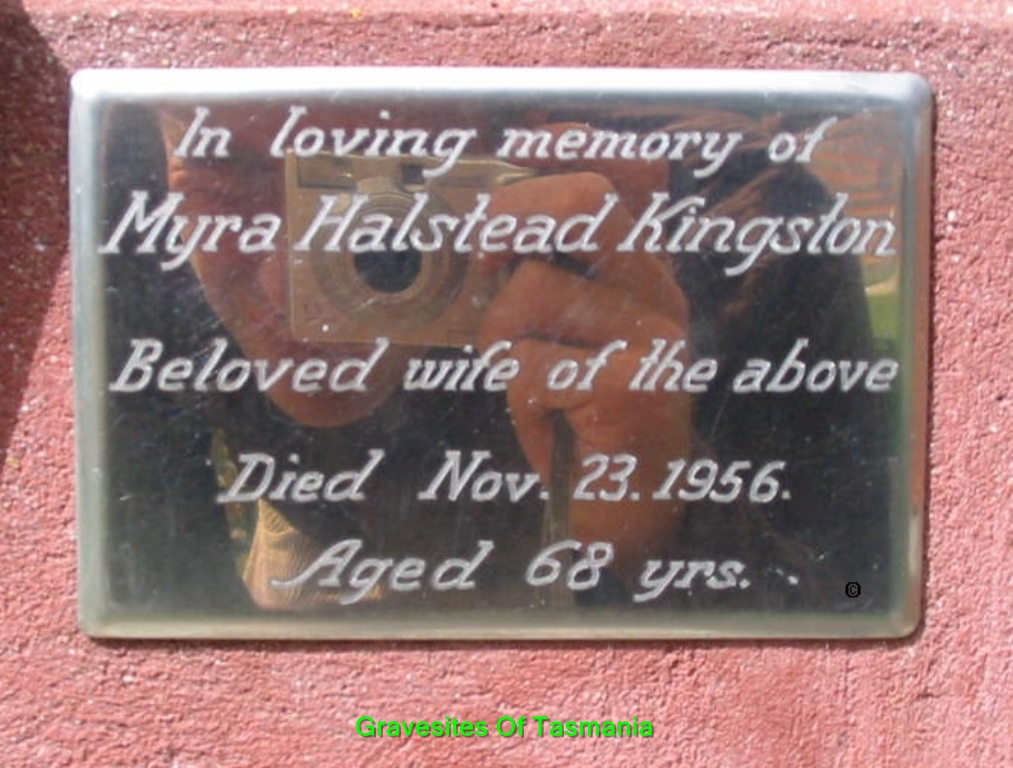 In loving memory of
Myra Halstead Kingston
Beloved wife of the above
Died Nov. 23. 1956.
Aged 68 yrs.
©
Gravesites Of Tasmania